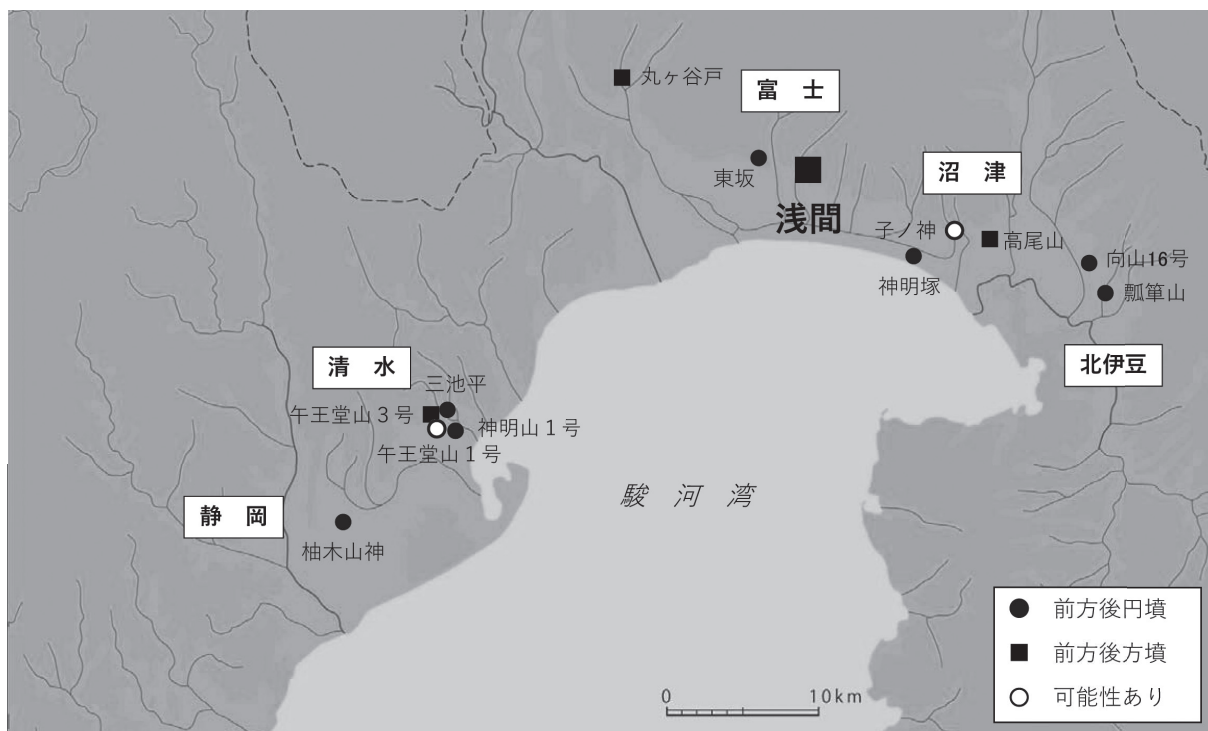 丸ヶ谷戸
富士
東坂
浅間
沼津
子ノ神
高尾山
神明塚
向山16号
瓢箪山
北伊豆
清水
三池平
午王堂山3号
神明山1号
午王堂山1号
駿河湾
静岡
柚木山神
前方後円墳
前方後方墳
可能性あり
0 10km